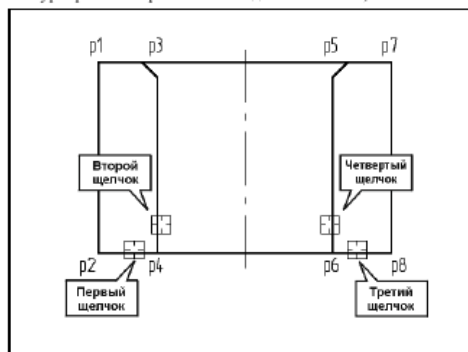 p1 p3 p5 p7
Второй
щелчок
Четвертый
щелчок
p2 p4 p6 p8
Первый
щелчок
Третий
щелчок